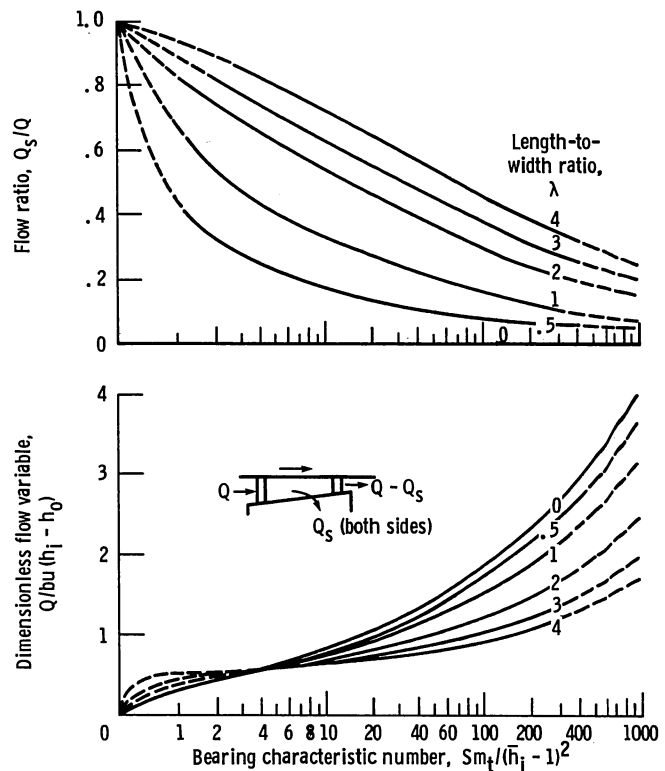 1.0
.8
.6
.4
.2
0
Flow ratio, Qs/Q
Length-to-
width ratio,
λ
4
3
2
1
.5
0
4
3
2
1
Dimensionless flow variable,
Q/bu (hi - h0)
Q
Q - Qs
Qs (both sides)
0
.5
1
2
3
4
0 1 2 4 6 8 10 20 40 60 100 200 400 1000
Bearing characteristic number, Smt/(h̄i - 1)²